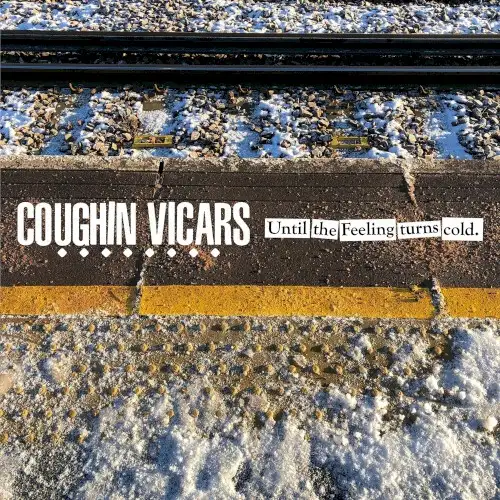 COUGHIN VICARS
Until the Feeling turns cold.